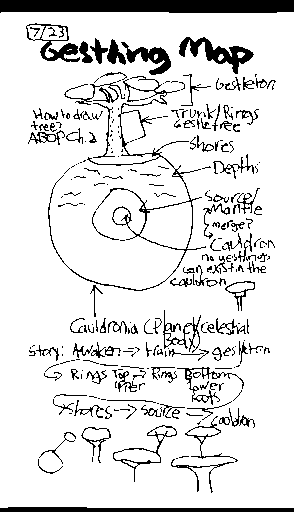 7/23
Gestling Map
Gestleton
How to draw
tree?
ABOP Ch.2
Trunk/Rings
Gestletree
Shores
Depths
Source/
Mantle
merge?
Cauldron
no gestlings
can exist in the
cauldron
Cauldronia (Planet/celestial
Body)
Story: Awaken → train → gestleton
→ Rings Top → Rings Bottom
upper lower
roots
shores → source →
cauldron